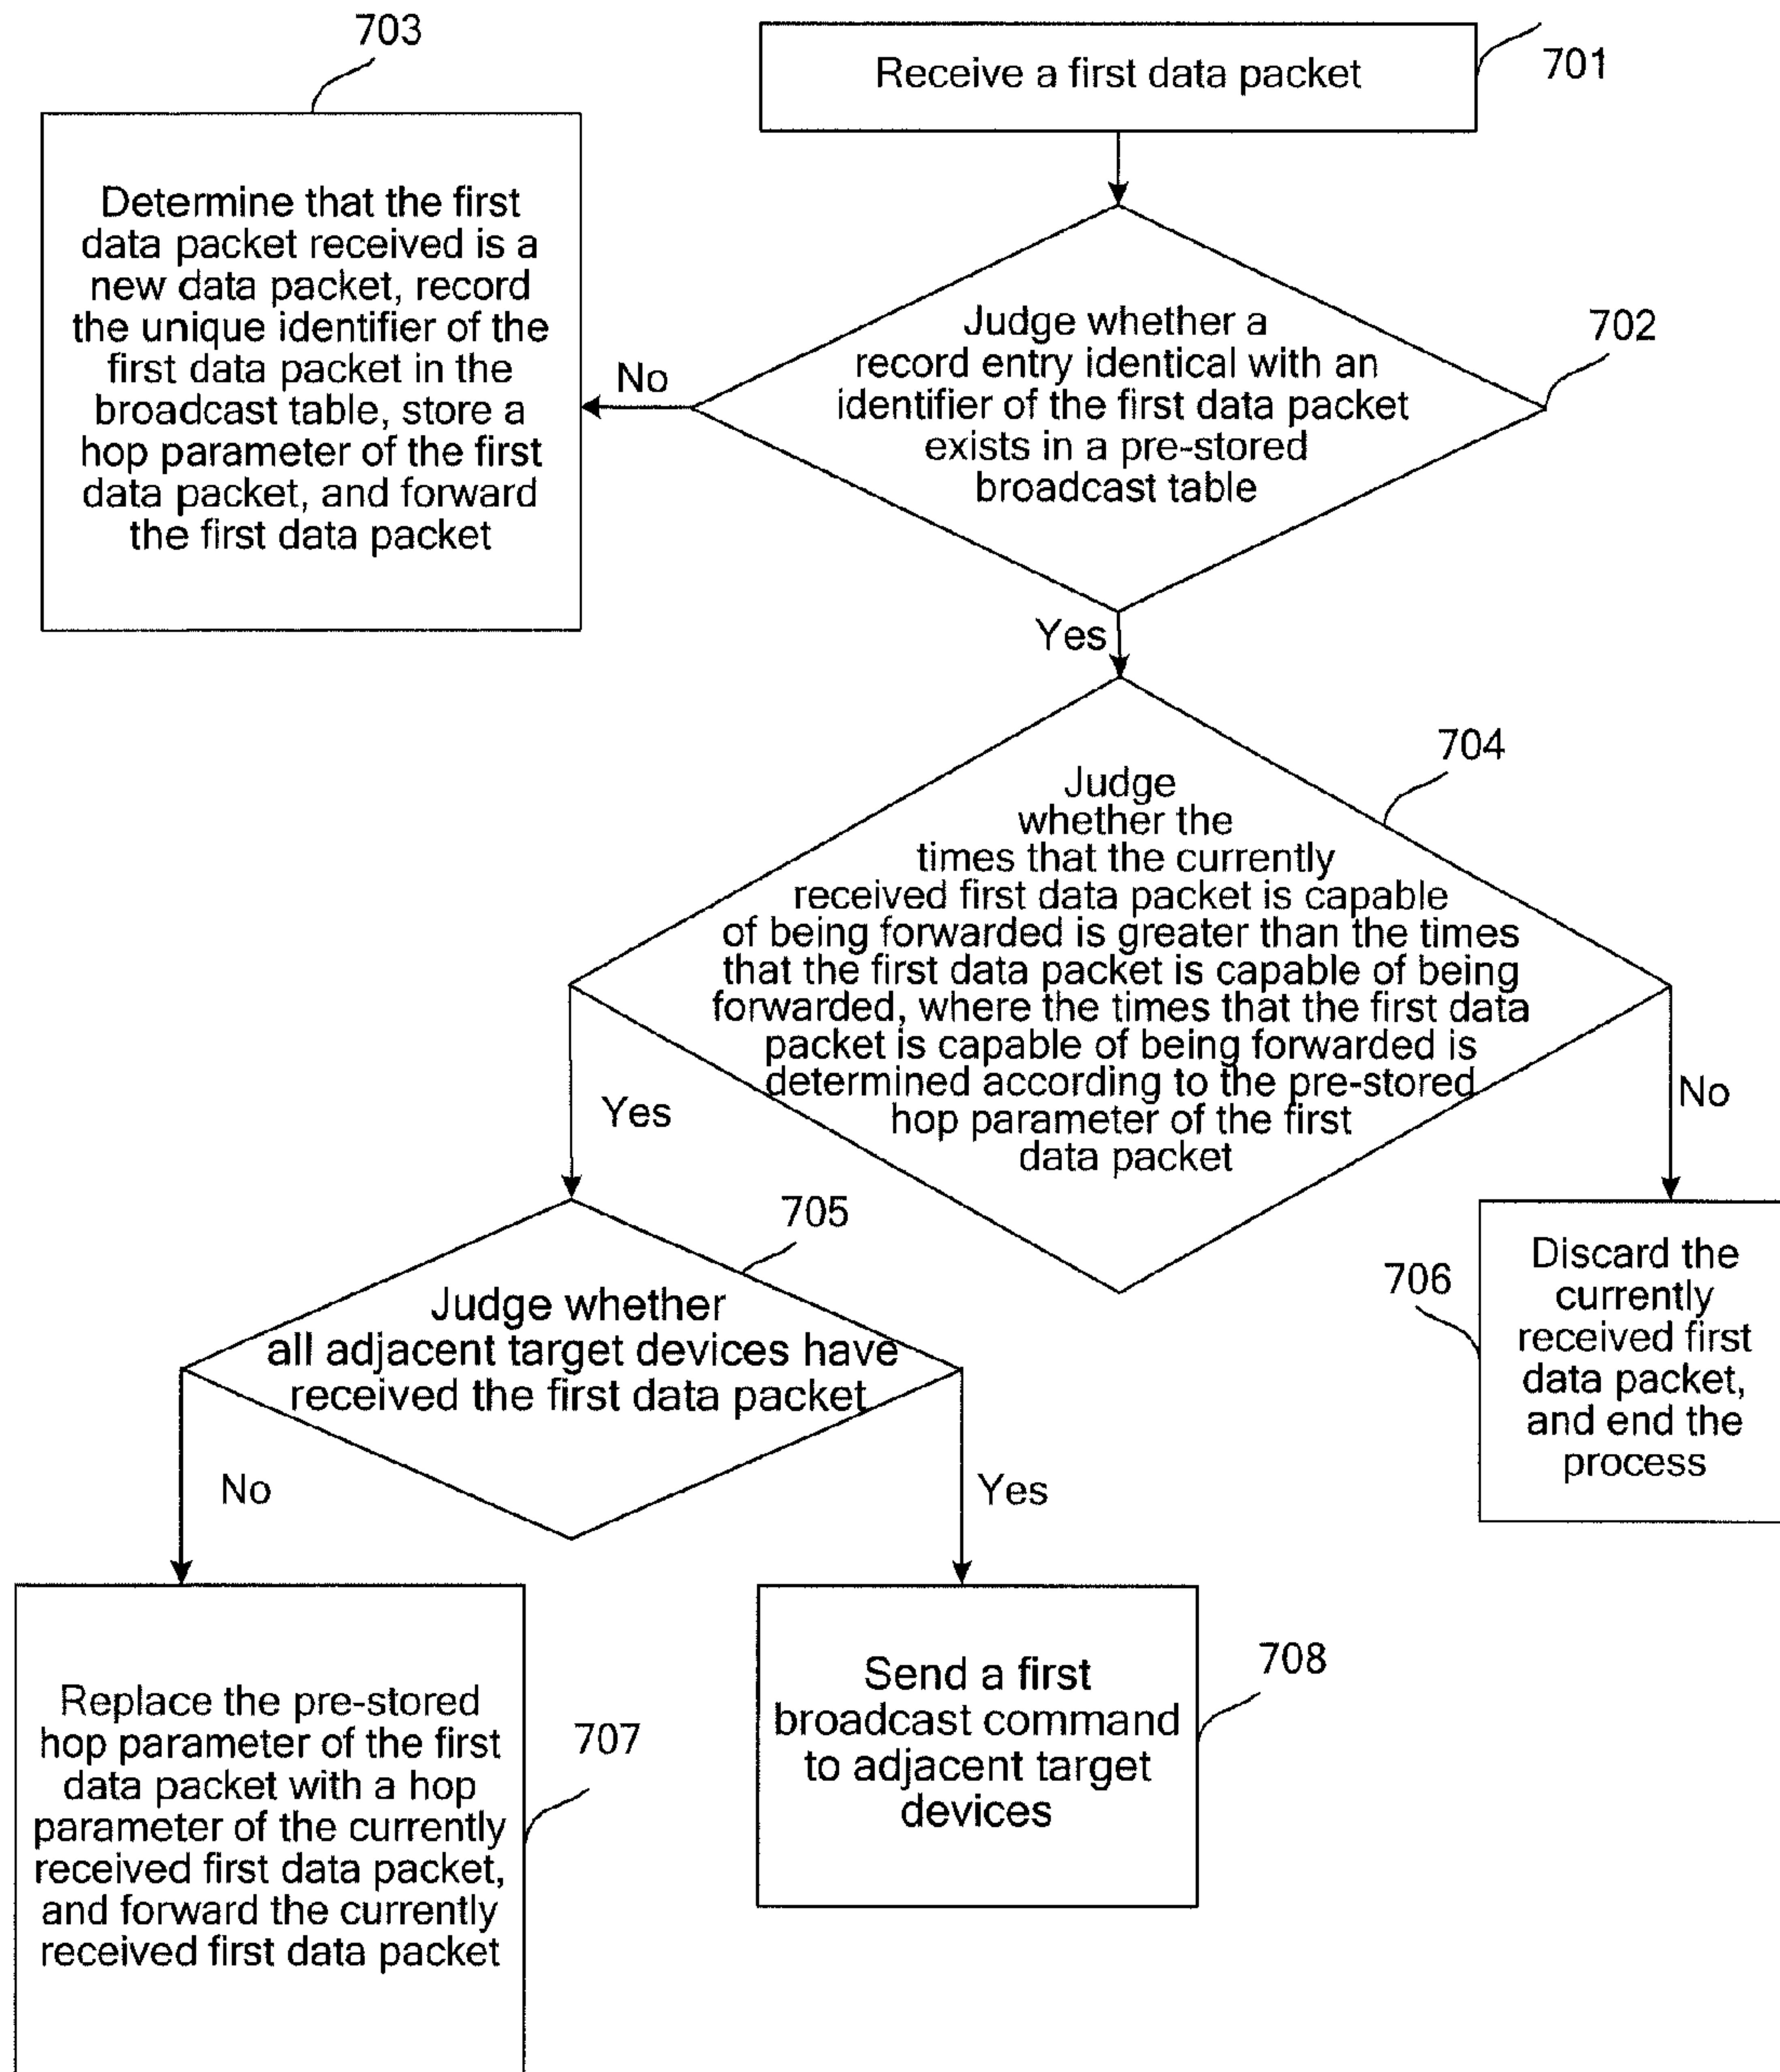 703
Receive a first data packet
701
Determine that the first
data packet received is a
new data packet, record
the unique identifier of the
first data packet in the
broadcast table, store a
hop parameter of the first
data packet, and forward
the first data packet
No
Judge whether a
record entry identical with an
identifier of the first data packet
exists in a pre-stored
broadcast table
702
Yes
704
Judge
whether the
times that the currently
received first data packet is capable
of being forwarded is greater than the times
that the first data packet is capable of being
forwarded, where the times that the first data
packet is capable of being forwarded is
determined according to the pre-stored
hop parameter of the first
data packet
Yes
No
705
Judge whether
all adjacent target devices have
received the first data packet
706
Discard the
currently
received first
data packet,
and end the
process
No
Yes
Replace the pre-stored
hop parameter of the first
data packet with a hop
parameter of the currently
received first data packet,
and forward the currently
received first data packet
707
Send a first
broadcast command
to adjacent target
devices
708